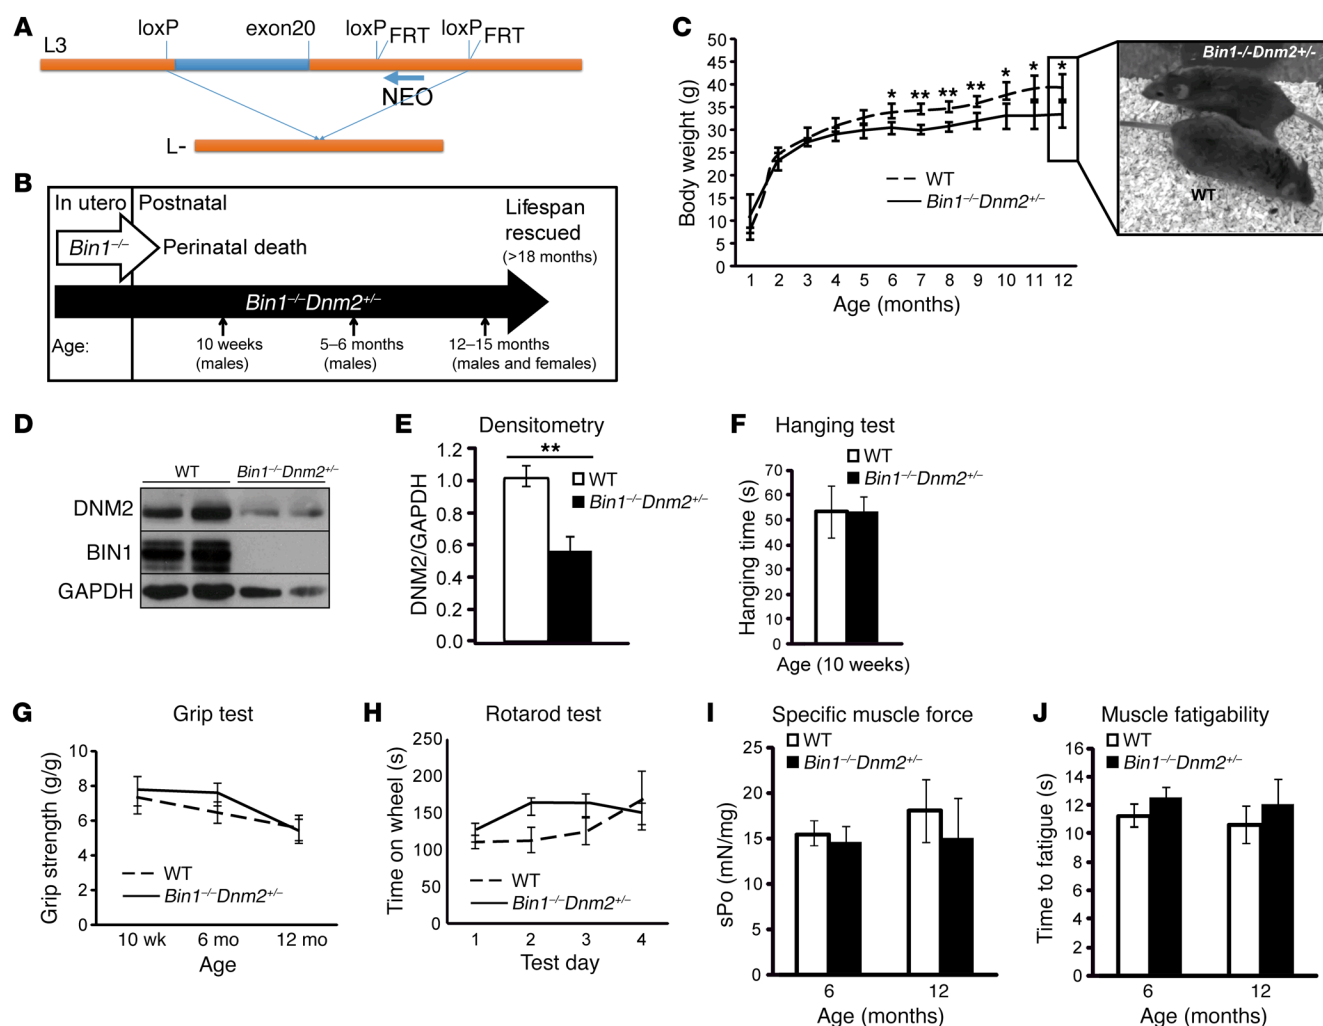 A
L3
loxP
exon20
loxP
FRT
loxP
FRT
NEO
L-
B
In utero
Postnatal
Bin1–/–
Perinatal death
Lifespan
rescued
(>18 months)
Bin1–/–Dnm2+/–
Age:
10 weeks
(males)
5–6 months
(males)
12–15 months
(males and females)
C
Body weight (g)
50
45
40
35
30
25
20
15
10
5
0
* ** ** ** * * *
WT
Bin1–/–Dnm2+/–
1 2 3 4 5 6 7 8 9 10 11 12
Age (months)
Bin1-/-Dnm2+/-
WT
D
WT
Bin1–/–Dnm2+/–
DNM2
BIN1
GAPDH
E
Densitometry
DNM2/GAPDH
1.2
1.0
0.8
0.6
0.4
0.2
0.0
**
WT
Bin1–/–Dnm2+/–
F
Hanging test
WT
Bin1–/–Dnm2+/–
Hanging time (s)
70
60
50
40
30
20
10
0
Age (10 weeks)
G
Grip test
Grip strength (g/g)
10
8
6
4
2
0
WT
Bin1–/–Dnm2+/–
10 wk 6 mo 12 mo
Age
H
Rotarod test
Time on wheel (s)
250
200
150
100
50
0
WT
Bin1–/–Dnm2+/–
1 2 3 4
Test day
I
Specific muscle force
WT
Bin1–/–Dnm2+/–
sPo (mN/mg)
25
20
15
10
5
0
6 12
Age (months)
J
Muscle fatigability
WT
Bin1–/–Dnm2+/–
Time to fatigue (s)
16
14
12
10
8
6
4
2
0
6 12
Age (months)